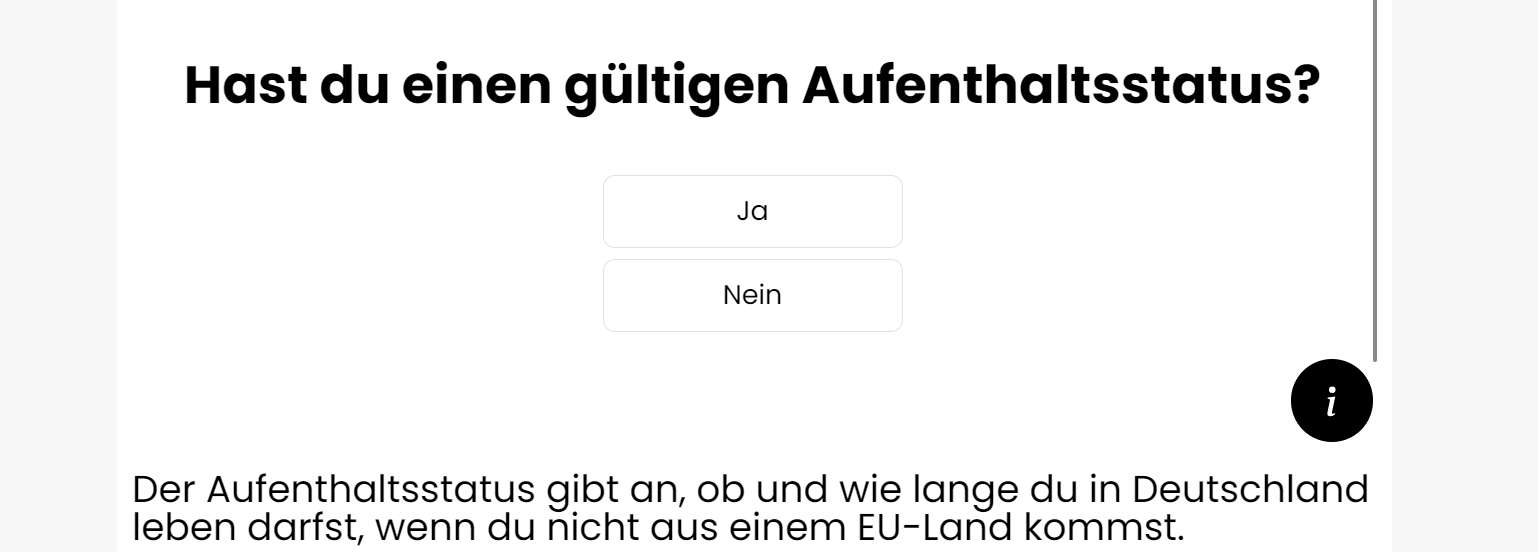 Hast du einen gültigen Aufenthaltsstatus?
Ja
Nein
i
Der Aufenthaltsstatus gibt an, ob und wie lange du in Deutschland
leben darfst, wenn du nicht aus einem EU-Land kommst.